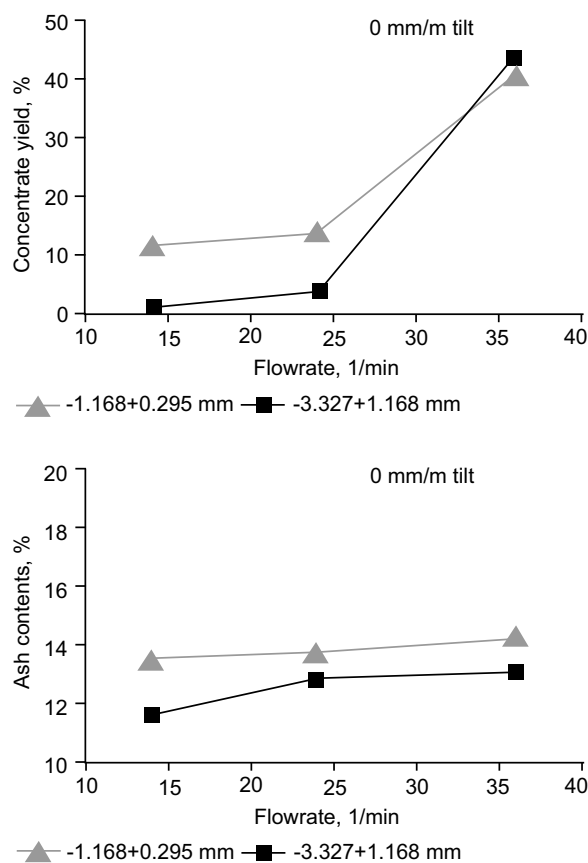 0 mm/m tilt
Concentrate yield, %
50
40
30
20
10
0
10 15 20 25 30 35 40
Flowrate, 1/min
-1.168+0.295 mm -3.327+1.168 mm
0 mm/m tilt
Ash contents, %
20
18
16
14
12
10
10 15 20 25 30 35 40
Flowrate, 1/min
-1.168+0.295 mm -3.327+1.168 mm